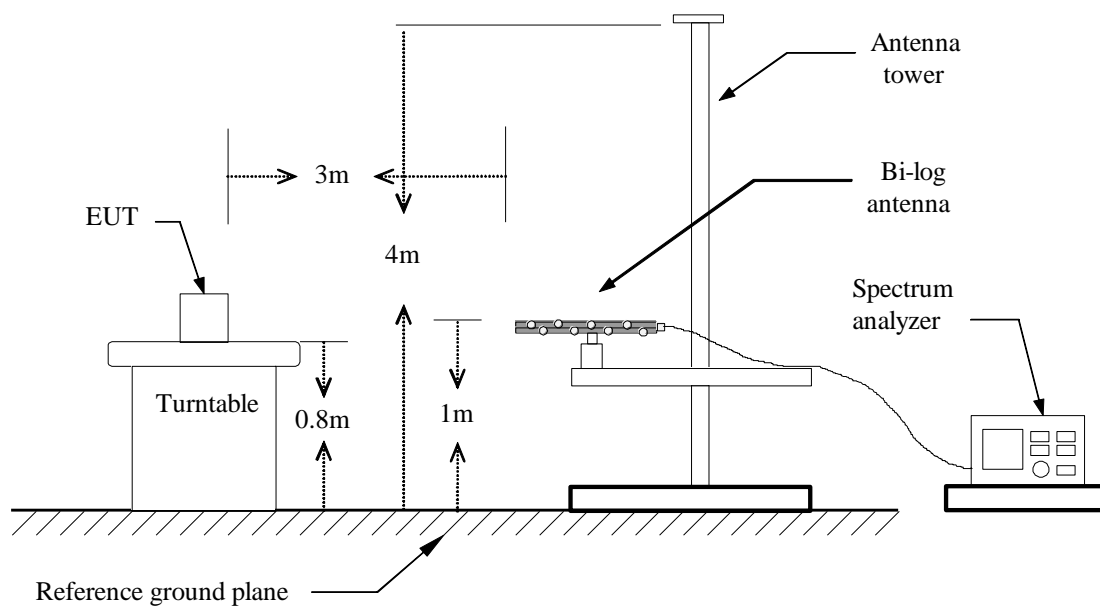 Antenna
tower
3m
Bi-log
antenna
EUT
4m
Spectrum
analyzer
Turntable
0.8m
1m
Reference ground plane